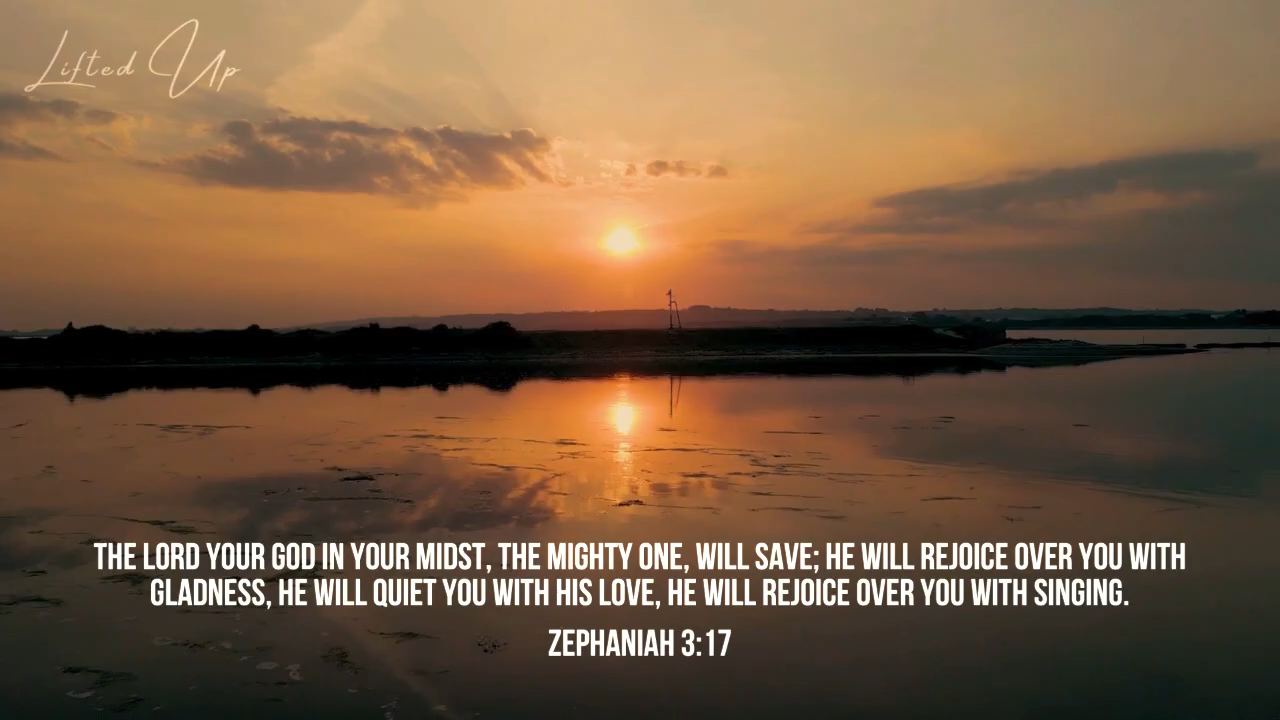 Lifted Up
THE LORD YOUR GOD IN YOUR MIDST, THE MIGHTY ONE, WILL SAVE; HE WILL REJOICE OVER YOU WITH
GLADNESS, HE WILL QUIET YOU WITH HIS LOVE, HE WILL REJOICE OVER YOU WITH SINGING.
ZEPHANIAH 3:17